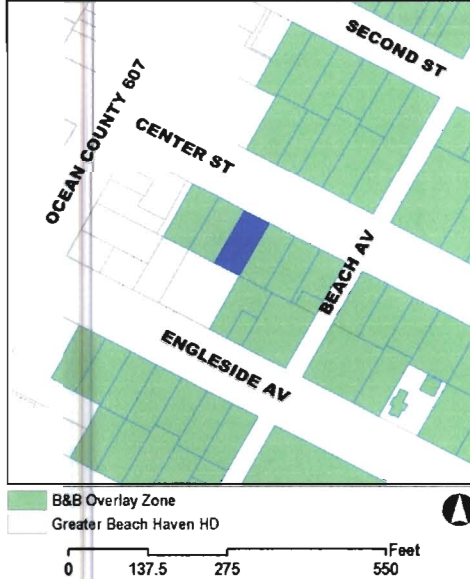 SECOND ST
OCEAN COUNTY 607
CENTER ST
BEACH AV
ENGLESIDE AV
B&B Overlay Zone
Greater Beach Haven HD
Feet
0 137.5 275 550